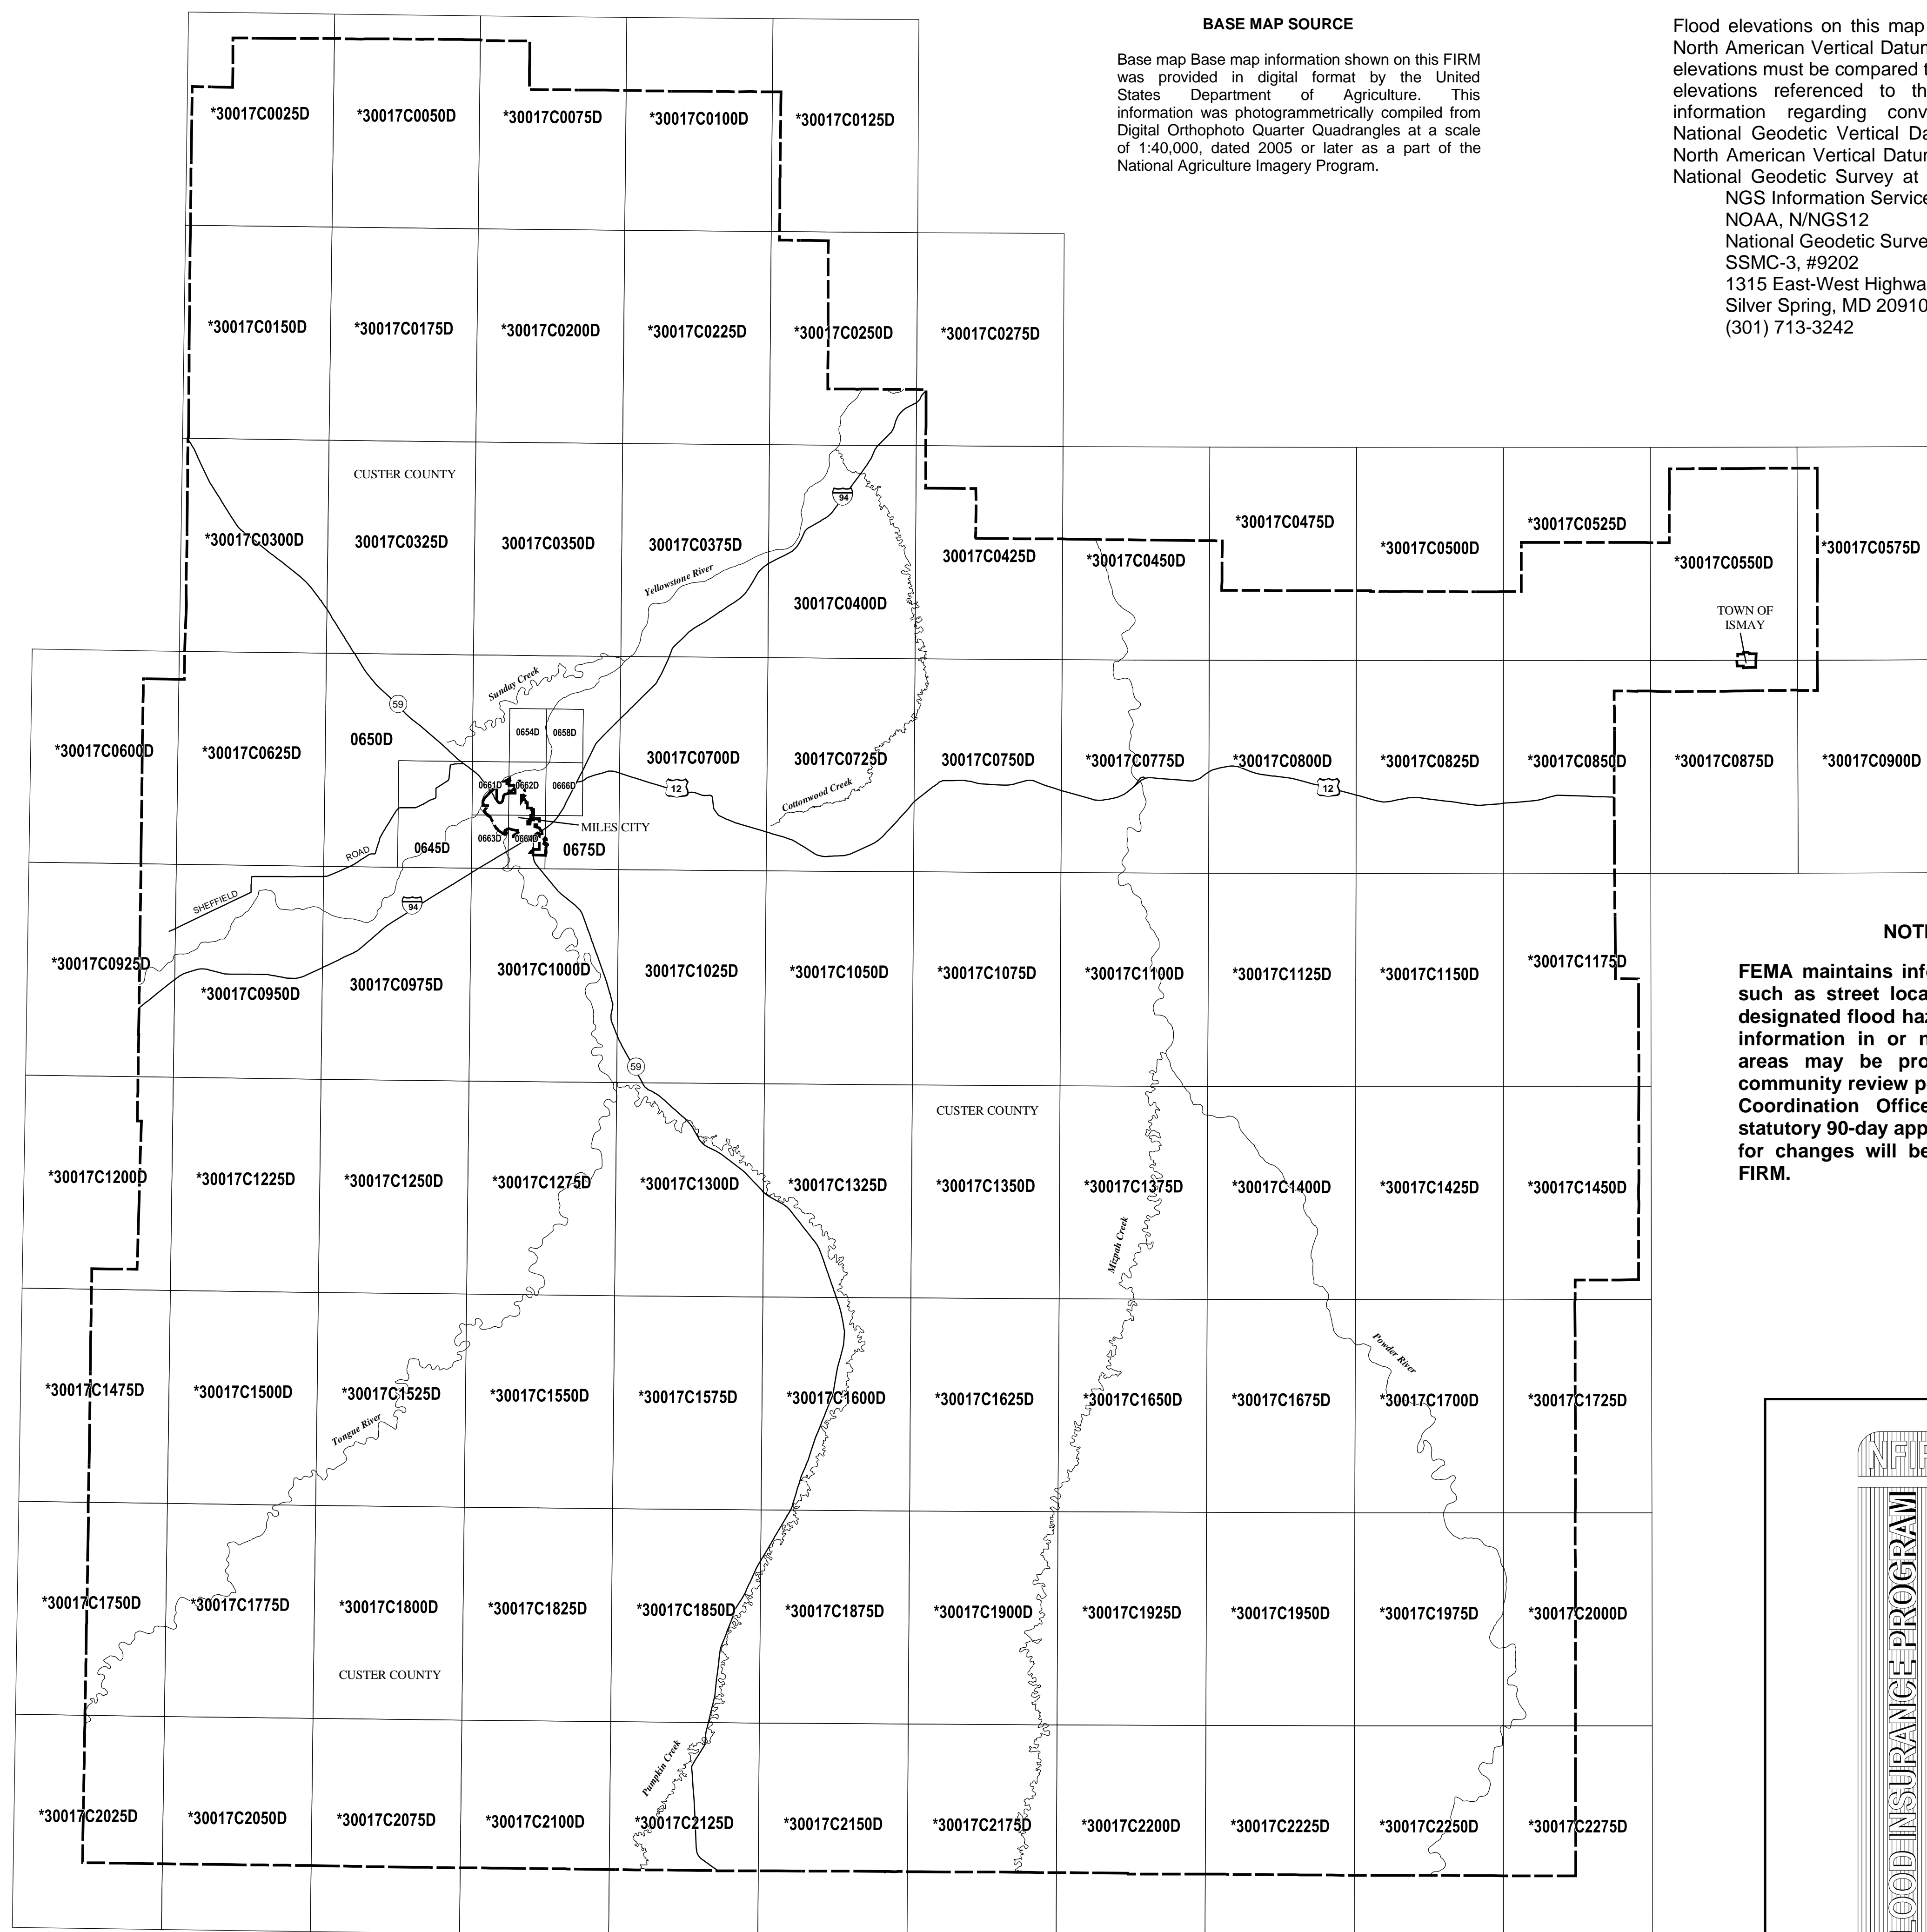 BASE MAP SOURCE
Base map Base map information shown on this FIRM
was provided in digital format by the United
States Department of Agriculture. This
information was photogrammetrically compiled from
Digital Orthophoto Quarter Quadrangles at a scale
of 1:40,000, dated 2005 or later as a part of the
National Agriculture Imagery Program.
Flood elevations on this map
North American Vertical Datum
elevations must be compared t
elevations referenced to th
information regarding conv
National Geodetic Vertical Da
North American Vertical Datum
National Geodetic Survey at
NGS Information Service
NOAA, N/NGS12
National Geodetic Surve
SSMC-3, #9202
1315 East-West Highwa
Silver Spring, MD 20910
(301) 713-3242
*30017C0025D
*30017C0050D
*30017C0075D
*30017C0100D
*30017C0125D
*30017C0150D
*30017C0175D
*30017C0200D
*30017C0225D
*30017C0250D
*30017C0275D
CUSTER COUNTY
94
*30017C0300D
30017C0325D
30017C0350D
30017C0375D
30017C0400D
30017C0425D
*30017C0450D
*30017C0475D
*30017C0500D
*30017C0525D
*30017C0550D
*30017C0575D
Yellowstone River
TOWN OF
ISMAY
Sunday Creek
59
*30017C0600D
*30017C0625D
0650D
0654D
0658D
30017C0700D
30017C0725D
30017C0750D
*30017C0775D
*30017C0800D
*30017C0825D
*30017C0850D
*30017C0875D
*30017C0900D
0661D
0662D
0666D
12
Cottonwood Creek
12
MILES CITY
0663D
0664D
0645D
0675D
ROAD
SHEFFIELD
94
*30017C0925D
*30017C0950D
30017C0975D
30017C1000D
30017C1025D
*30017C1050D
*30017C1075D
*30017C1100D
*30017C1125D
*30017C1150D
*30017C1175D
59
NOTI
FEMA maintains info
such as street loca
designated flood haz
information in or n
areas may be pro
community review p
Coordination Office
statutory 90-day app
for changes will be
FIRM.
CUSTER COUNTY
*30017C1200D
*30017C1225D
*30017C1250D
*30017C1275D
*30017C1300D
*30017C1325D
*30017C1350D
*30017C1375D
*30017C1400D
*30017C1425D
*30017C1450D
Mizpah Creek
Powder River
*30017C1475D
*30017C1500D
*30017C1525D
*30017C1550D
*30017C1575D
*30017C1600D
*30017C1625D
*30017C1650D
*30017C1675D
*30017C1700D
*30017C1725D
Tongue River
NFIP
*30017C1750D
*30017C1775D
*30017C1800D
*30017C1825D
*30017C1850D
*30017C1875D
*30017C1900D
*30017C1925D
*30017C1950D
*30017C1975D
*30017C2000D
CUSTER COUNTY
Pumpkin Creek
*30017C2025D
*30017C2050D
*30017C2075D
*30017C2100D
*30017C2125D
*30017C2150D
*30017C2175D
*30017C2200D
*30017C2225D
*30017C2250D
*30017C2275D
OOD INSURANCE PROGRAM